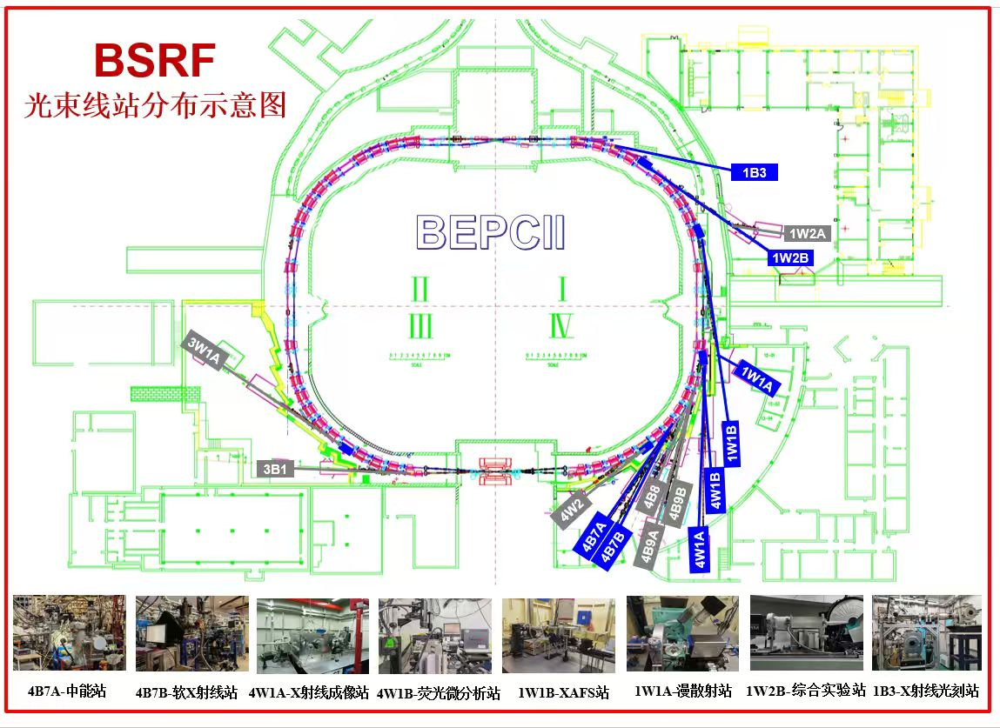 BSRF
光束线站分布示意图
1B3
BEPCII
1W2A
1W2B
II
I
III
IV
3W1A
SCALE
SCALE
1W1A
1W1B
3B1
4W1B
4B8
4B9B
4W2
4B7A
4B7B
4B9A
4W1A
4B7A-中能站
4B7B-软X射线站
4W1A-X射线成像站
4W1B-荧光微分析站
1W1B-XAFS站
1W1A-漫散射站
1W2B-综合实验站
1B3-X射线光刻站